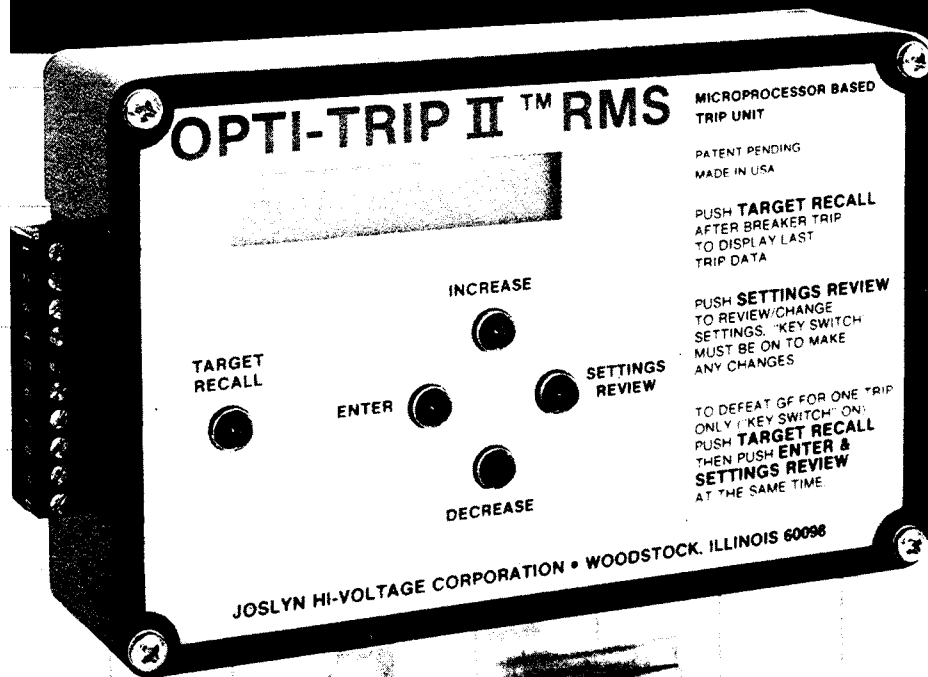 OPTI-TRIP II ™ RMS
MICROPROCESSOR BASED
TRIP UNIT
PATENT PENDING
MADE IN USA
PUSH TARGET RECALL
AFTER BREAKER TRIP
TO DISPLAY LAST
TRIP DATA
PUSH SETTINGS REVIEW
TO REVIEW/CHANGE
SETTINGS. "KEY SWITCH"
MUST BE ON TO MAKE
ANY CHANGES
TO DEFEAT GF FOR ONE TRIP
ONLY ("KEY SWITCH" ON)
PUSH TARGET RECALL
THEN PUSH ENTER &
SETTINGS REVIEW
AT THE SAME TIME.
INCREASE
TARGET
RECALL
ENTER
SETTINGS
REVIEW
DECREASE
JOSLYN HI-VOLTAGE CORPORATION • WOODSTOCK, ILLINOIS 60098